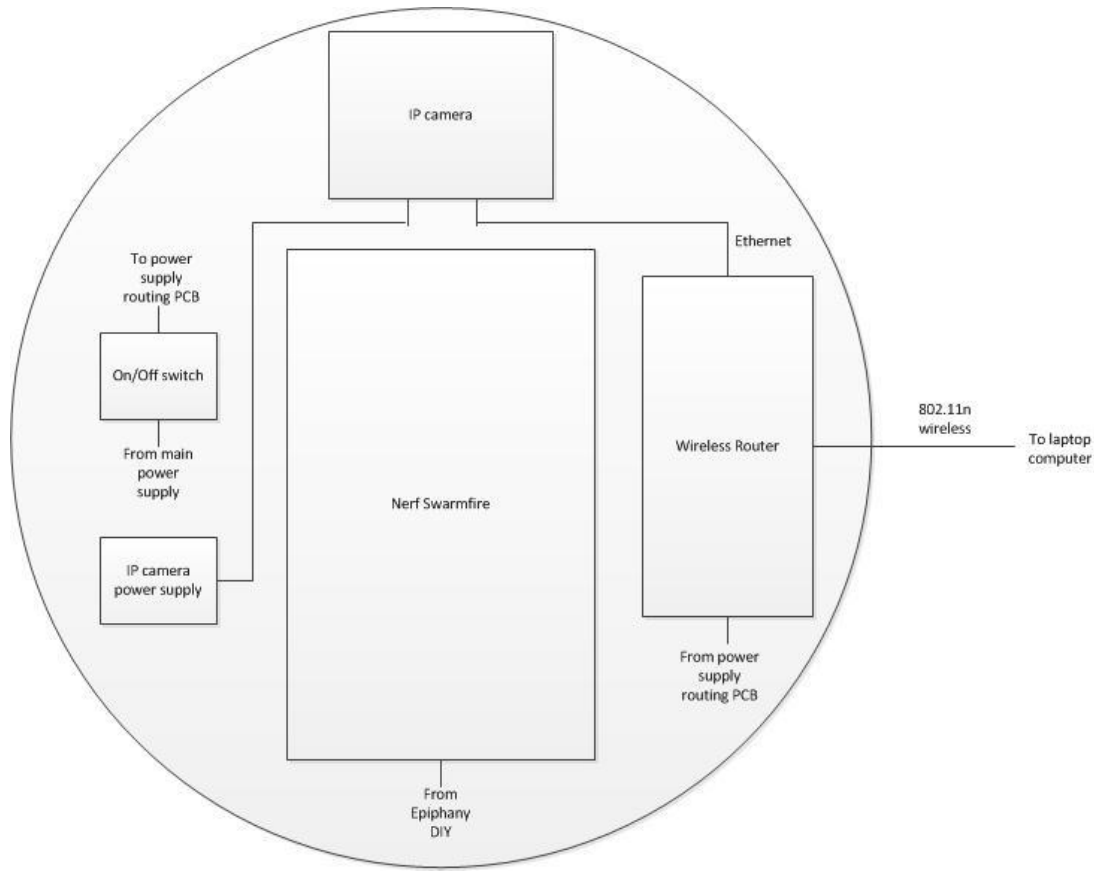 IP camera
Ethernet
To power
supply
routing PCB
On/Off switch
From main
power
supply
IP camera
power supply
Nerf Swarmfire
Wireless Router
802.11n
wireless
To laptop
computer
From power
supply
routing PCB
From
Epiphany
DIY